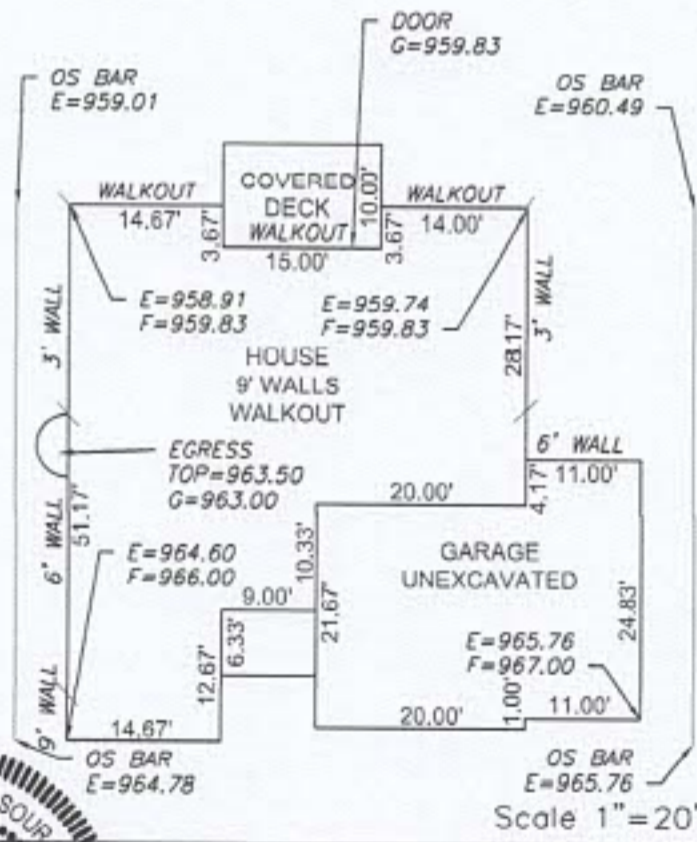 DOOR
G=959.83
OS BAR
E=959.01
OS BAR
E=960.49
COVERED
DECK
10.00'
WALKOUT
14.67'
WALKOUT
14.00'
3.67'
WALKOUT
15.00'
3.67'
E=958.91
F=959.83
E=959.74
F=959.83
3' WALL
3' WALL
28.17'
HOUSE
9' WALLS
WALKOUT
6' WALL
11.00'
4.17'
EGRESS
TOP=963.50
G=963.00
20.00'
51.17'
6' WALL
E=964.60
F=966.00
10.33'
GARAGE
UNEXCAVATED
24.83'
9.00'
21.67'
6.33'
12.67'
E=965.76
F=967.00
9' WALL
14.67'
20.00'
1.00'
11.00'
OS BAR
E=964.78
OS BAR
E=965.76
SOUR
Scale 1"=20'